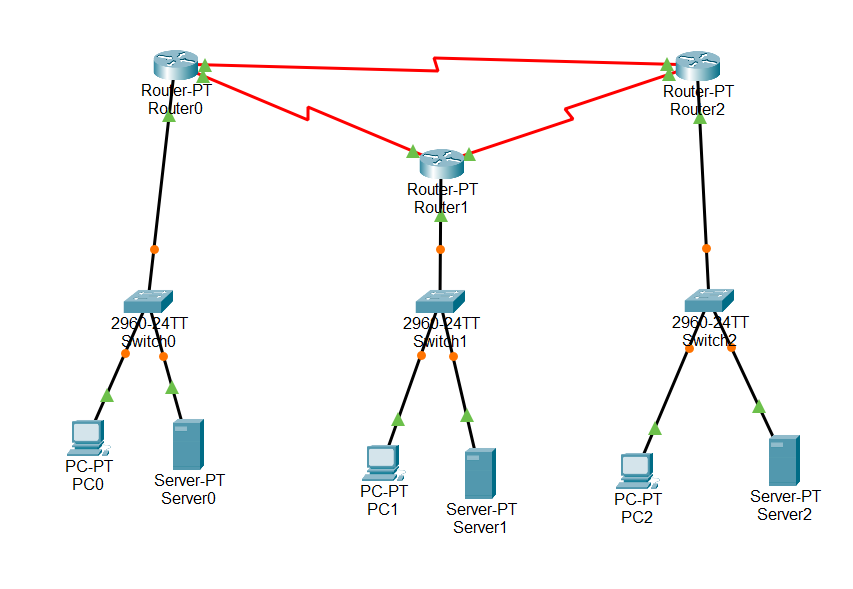 Router-PT
Router0
Router-PT
Router2
Router-PT
Router1
2960-24TT
Switch0
2960-24TT
Switch1
2960-24TT
Switch2
PC-PT
PC0
Server-PT
Server0
PC-PT
PC1
Server-PT
Server1
PC-PT
PC2
Server-PT
Server2